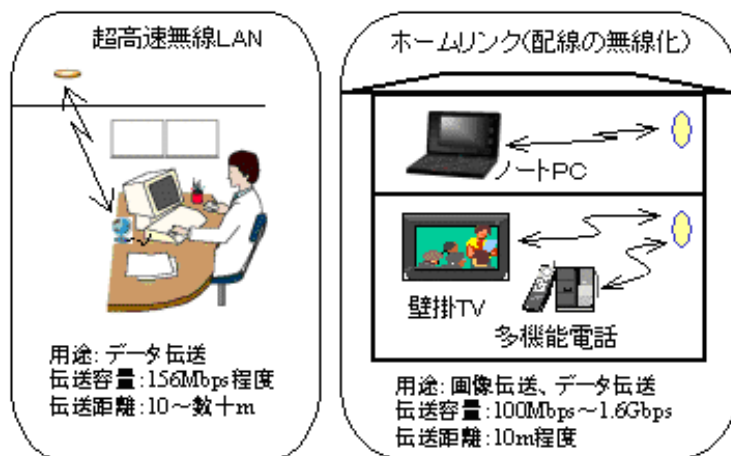 超高速無線LAN
用途:データ伝送
伝送容量:156Mbps程度
伝送距離:10～数十m
ホームリンク(配線の無線化)
ノートPC
壁掛TV
多機能電話
用途:画像伝送、データ伝送
伝送容量:100Mbps～1.6Gbps
伝送距離:10m程度